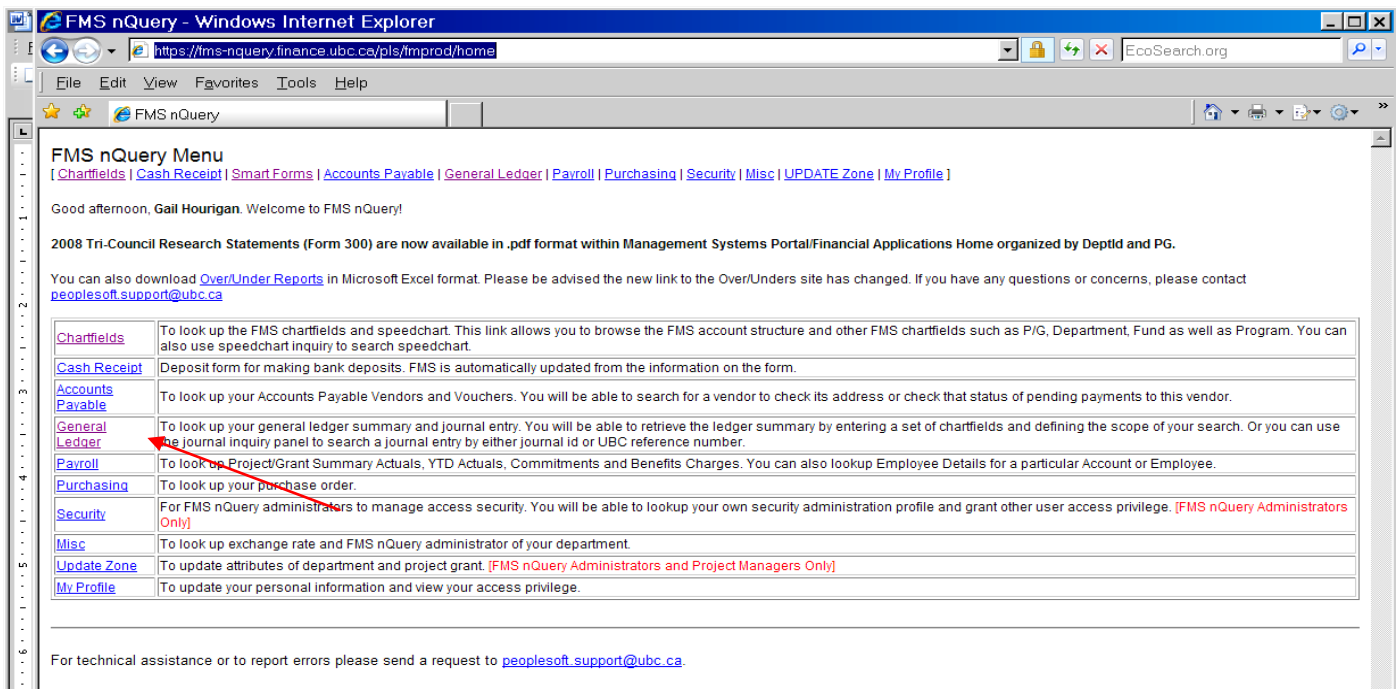 FMS nQuery - Windows Internet Explorer
https://fms-nquery.finance.ubc.ca/pls/fmprod/home
EcoSearch.org
File Edit View Favorites Tools Help
FMS nQuery
FMS nQuery Menu
[ Chartfields | Cash Receipt | Smart Forms | Accounts Payable | General Ledger | Payroll | Purchasing | Security | Misc | UPDATE Zone | My Profile ]
Good afternoon, Gail Hourigan. Welcome to FMS nQuery!
2008 Tri-Council Research Statements (Form 300) are now available in .pdf format within Management Systems Portal/Financial Applications Home organized by DeptId and PG.
You can also download Over/Under Reports in Microsoft Excel format. Please be advised the new link to the Over/Unders site has changed. If you have any questions or concerns, please contact
peoplesoft.support@ubc.ca
Chartfields
To look up the FMS chartfields and speedchart. This link allows you to browse the FMS account structure and other FMS chartfields such as P/G, Department, Fund as well as Program. You can
also use speedchart inquiry to search speedchart.
Cash Receipt
Deposit form for making bank deposits. FMS is automatically updated from the information on the form.
Accounts
Payable
To look up your Accounts Payable Vendors and Vouchers. You will be able to search for a vendor to check its address or check that status of pending payments to this vendor.
General
Ledger
To look up your general ledger summary and journal entry. You will be able to retrieve the ledger summary by entering a set of chartfields and defining the scope of your search. Or you can use
the journal inquiry panel to search a journal entry by either journal id or UBC reference number.
Payroll
To look up Project/Grant Summary Actuals, YTD Actuals, Commitments and Benefits Charges. You can also lookup Employee Details for a particular Account or Employee.
Purchasing
To look up your purchase order.
Security
For FMS nQuery administrators to manage access security. You will be able to lookup your own security administration profile and grant other user access privilege. [FMS nQuery Administrators
Only]
Misc
To look up exchange rate and FMS nQuery administrator of your department.
Update Zone
To update attributes of department and project grant. [FMS nQuery Administrators and Project Managers Only]
My Profile
To update your personal information and view your access privilege.
For technical assistance or to report errors please send a request to peoplesoft.support@ubc.ca.